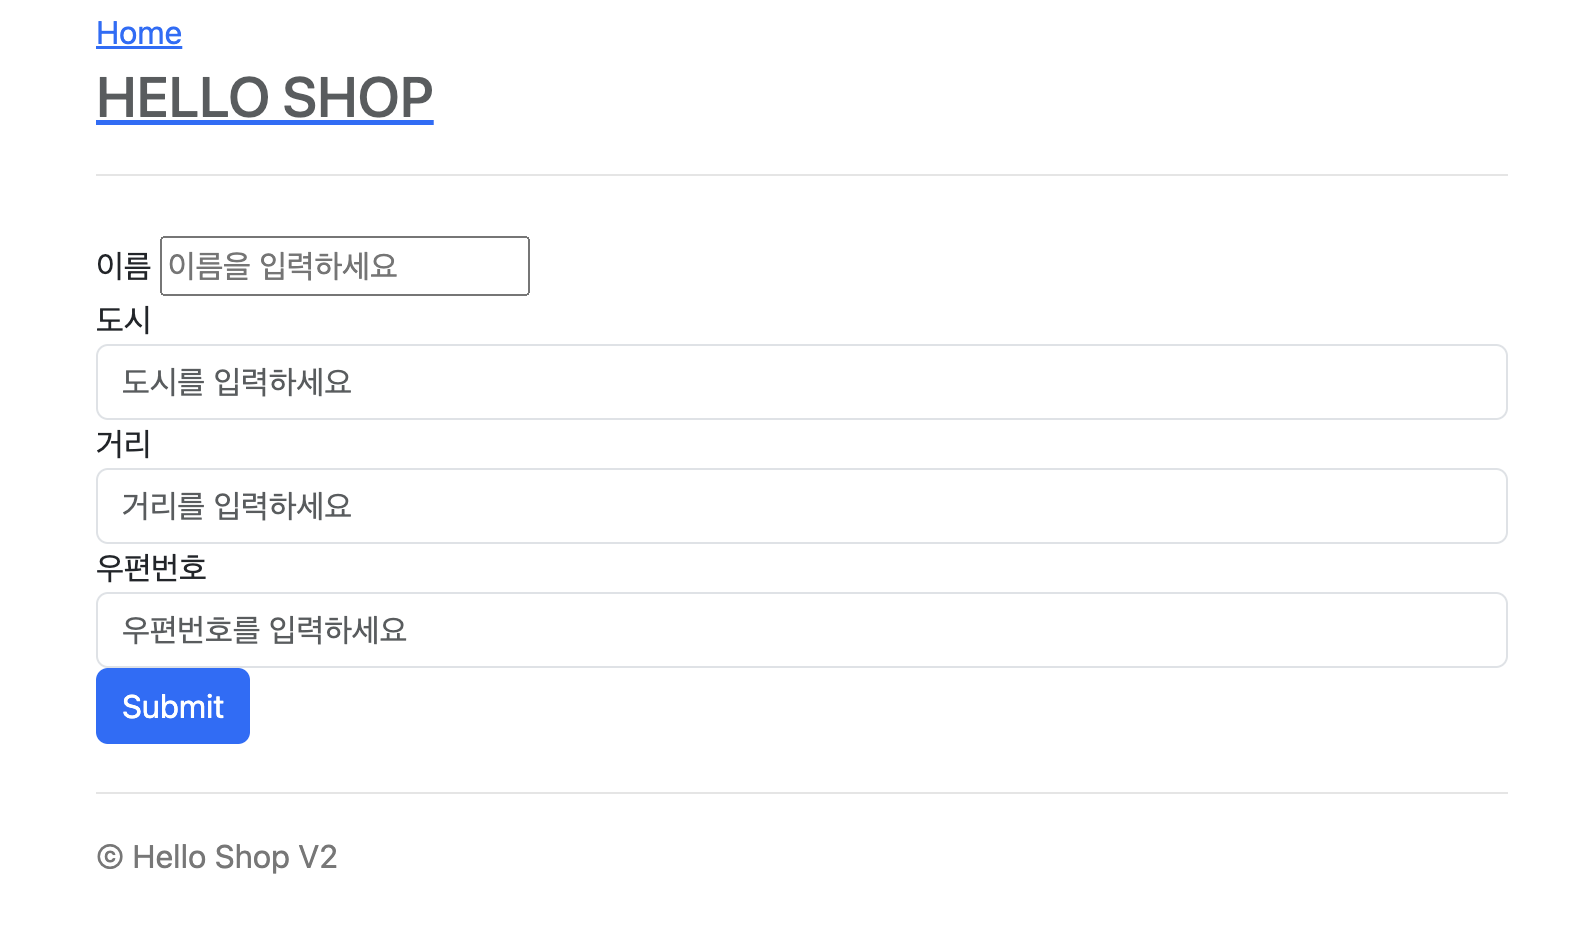 Home
HELLO SHOP
이름 이름을 입력하세요
도시
도시를 입력하세요
거리
거리를 입력하세요
우편번호
우편번호를 입력하세요
Submit
© Hello Shop V2